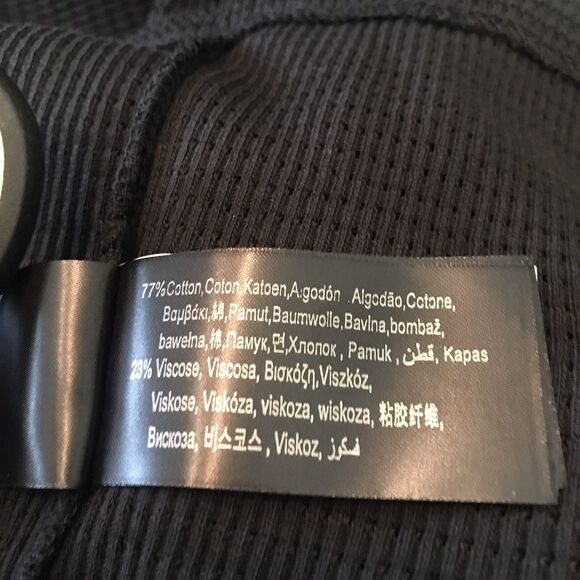 77%Cotton,Coton,Katoen,Algodón . Algodão,Cotone,
Βαμβάκι,綿,Pamut,Baumwolle,Bavlna,bombaž,
bawełna,棉,Памук,면,Хлопок , Pamuk , قطن, Kapas
23% Viscose, Viscosa, Βισκόζη,Viszkóz,
Viskose, Viskóza, viskoza, wiskoza, 粘胶纤维,
Вискоза, 비스코스 , Viskoz, فسكوز